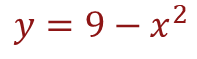 y = 9 − x²